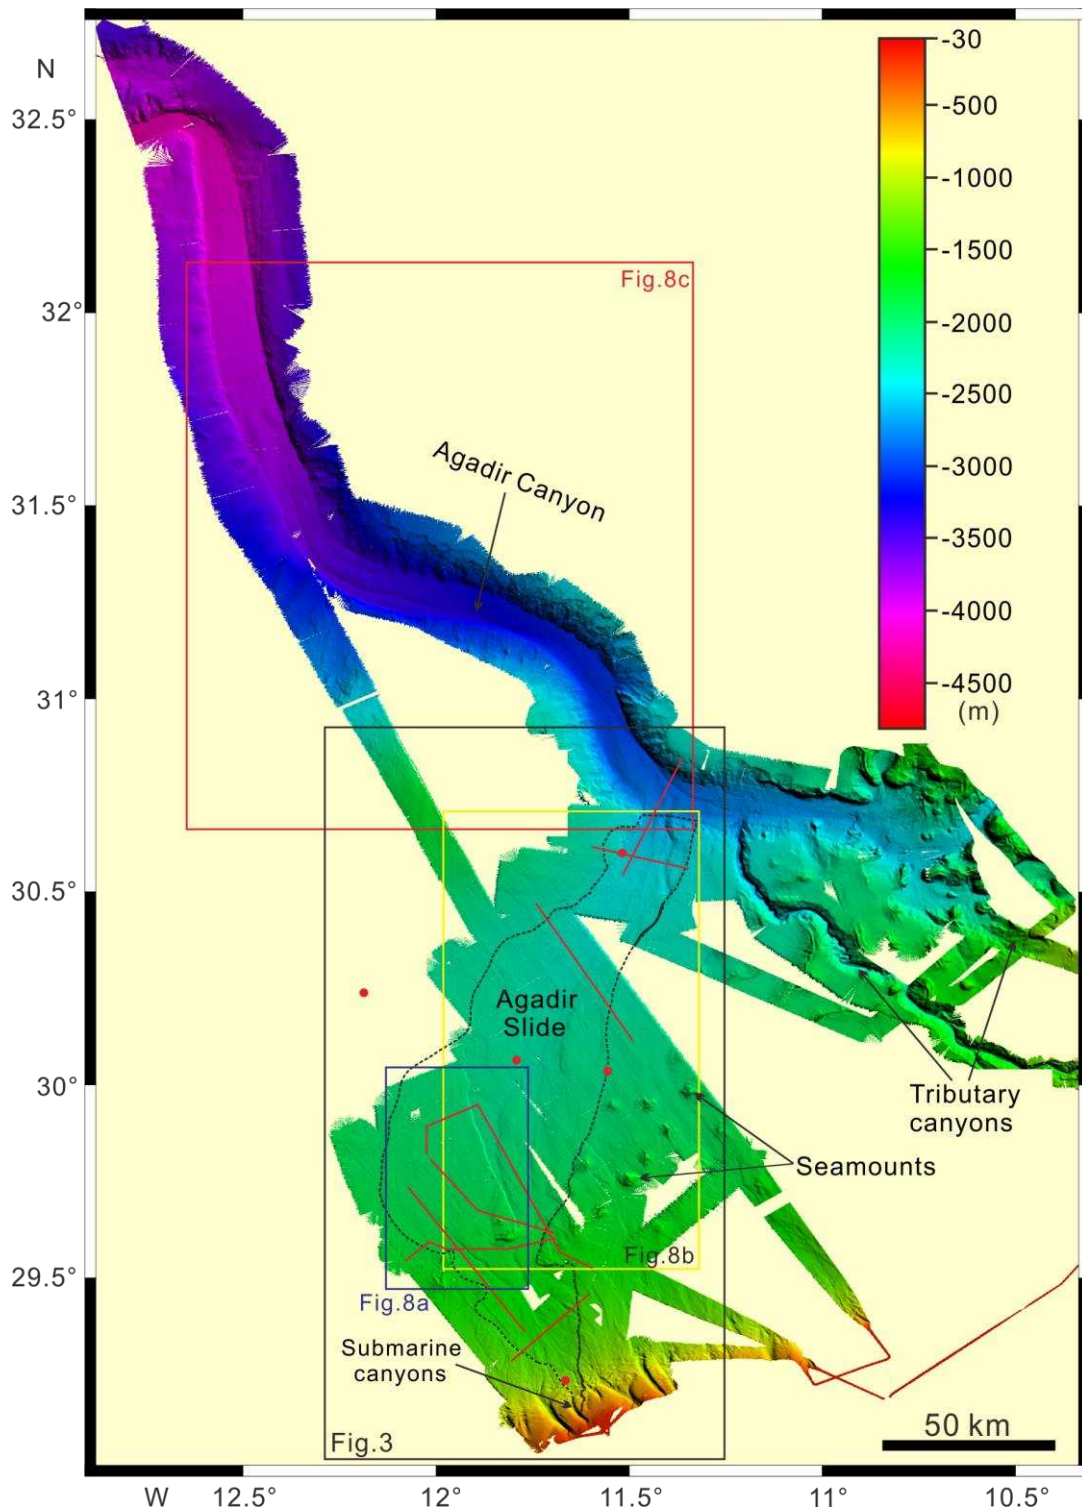 N
32.5°
32°
31.5°
31°
30.5°
30°
29.5°
-30
-500
-1000
-1500
-2000
-2500
-3000
-3500
-4000
-4500
(m)
Fig.8c
Agadir Canyon
Agadir
Slide
Tributary
canyons
Seamounts
Fig.8b
Fig.8a
Submarine
canyons
Fig.3
50 km
W
12.5°
12°
11.5°
11°
10.5°